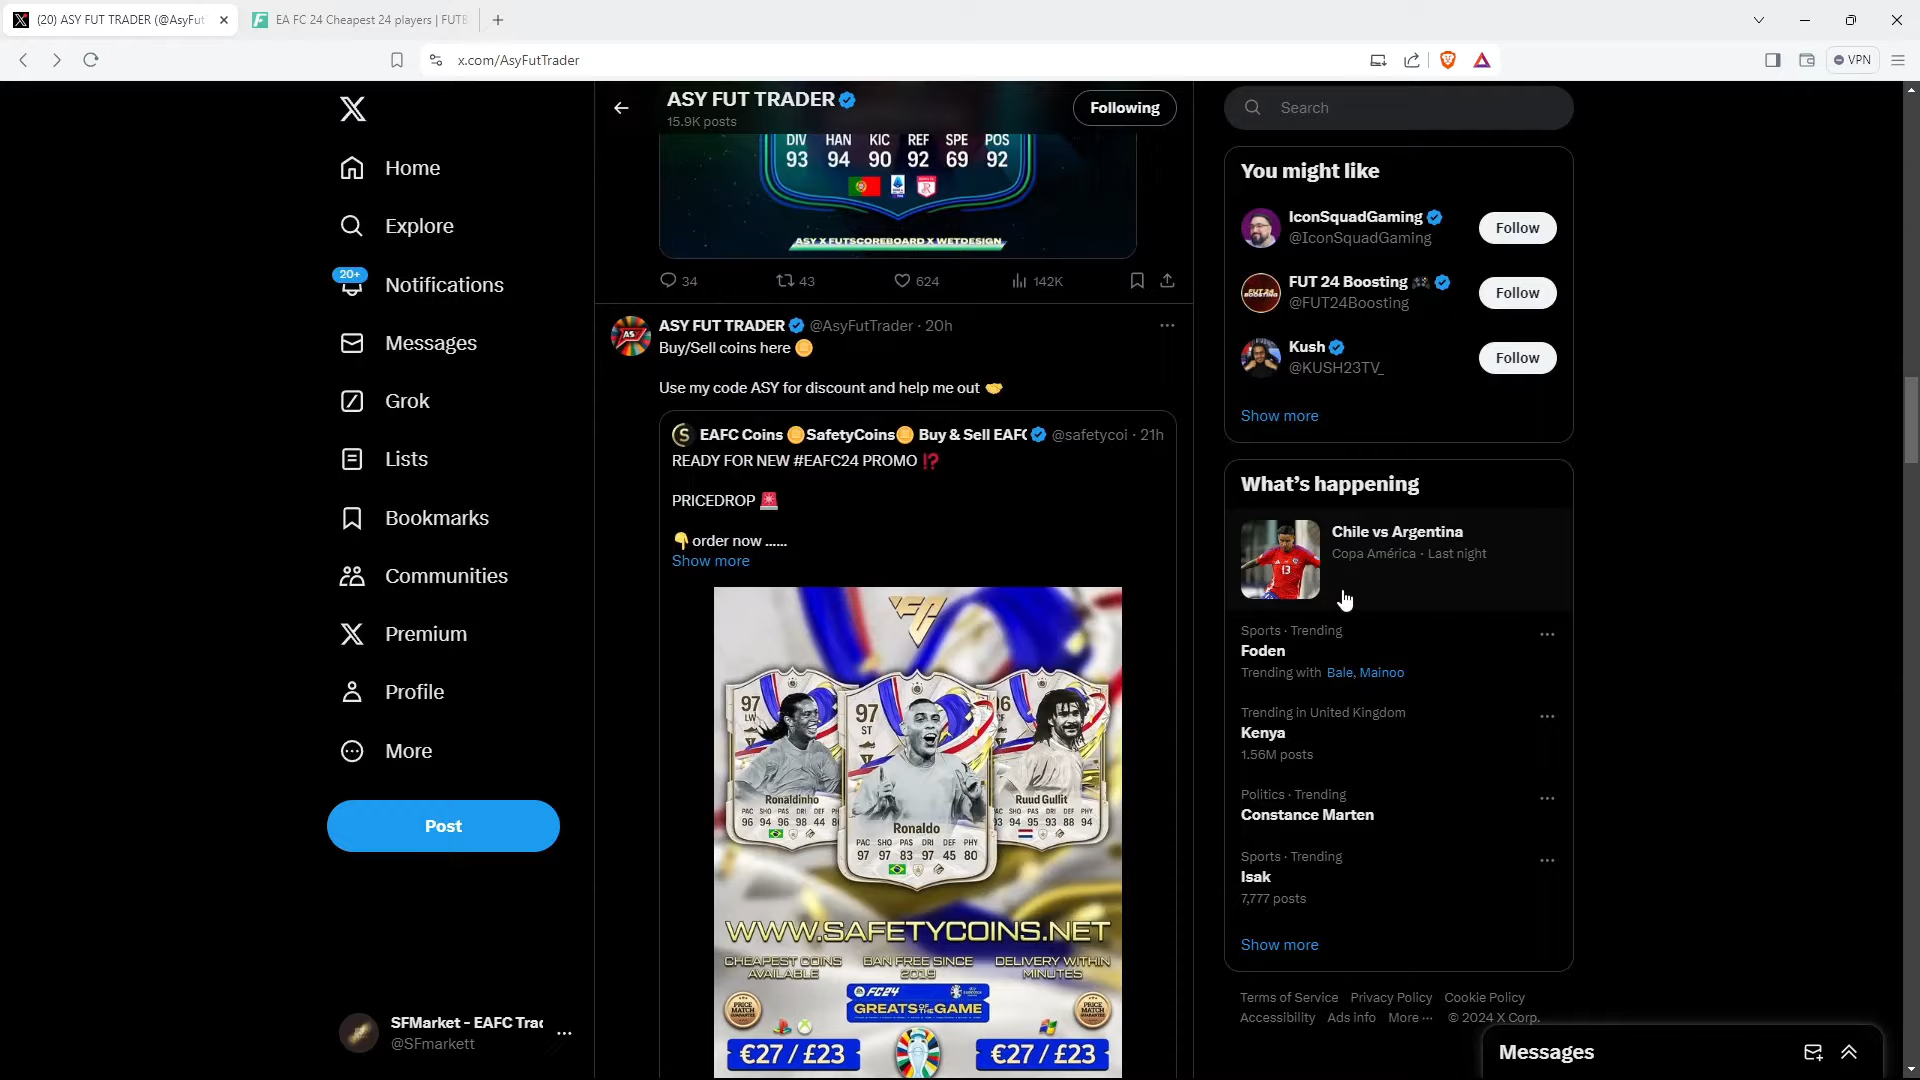 (20) ASY FUT TRADER (@AsyFut
EA FC 24 Cheapest 24 players | FUTB
x.com/AsyFutTrader
VPN
Home
Explore
20+
Notifications
Messages
Grok
Lists
Bookmarks
Communities
Premium
Profile
More
Post
SFMarket - EAFC Trac
@SFmarkett
ASY FUT TRADER
15.9K posts
Following
DIV HAN KIC REF SPE POS
93 94 90 92 69 92
ASY X FUTSCOREBOARD X WETDESIGN
34
43
624
142K
ASY FUT TRADER @AsyFutTrader · 20h
Buy/Sell coins here
Use my code ASY for discount and help me out
EAFC Coins SafetyCoins Buy & Sell EAFC @safetycoi · 21h
READY FOR NEW #EAFC24 PROMO ⁉
PRICEDROP
order now ......
Show more
97
LW
97
ST
Ronaldinho
PAC SHO PAS DRI DEF
96 94 96 98 44
Ronaldo
PAC SHO PAS DRI DEF PHY
97 97 83 97 45 80
Ruud Gullit
SHO PAS DRI DEF PHY
94 95 93 88 94
WWW.SAFETYCOINS.NET
CHEAPEST COINS AVAILABLE
BAN FREE SINCE 2019
DELIVERY WITHIN MINUTES
FC24
GREATS OF THE GAME
€27 / £23
€27 / £23
Search
You might like
IconSquadGaming
@IconSquadGaming
Follow
FUT 24 Boosting
@FUT24Boosting
Follow
Kush
@KUSH23TV_
Follow
Show more
What's happening
Chile vs Argentina
Copa América · Last night
Sports · Trending
Foden
Trending with Bale, Mainoo
Trending in United Kingdom
Kenya
1.56M posts
Politics · Trending
Constance Marten
Sports · Trending
Isak
7,777 posts
Show more
Terms of Service Privacy Policy Cookie Policy
Accessibility Ads info More ··· © 2024 X Corp.
Messages